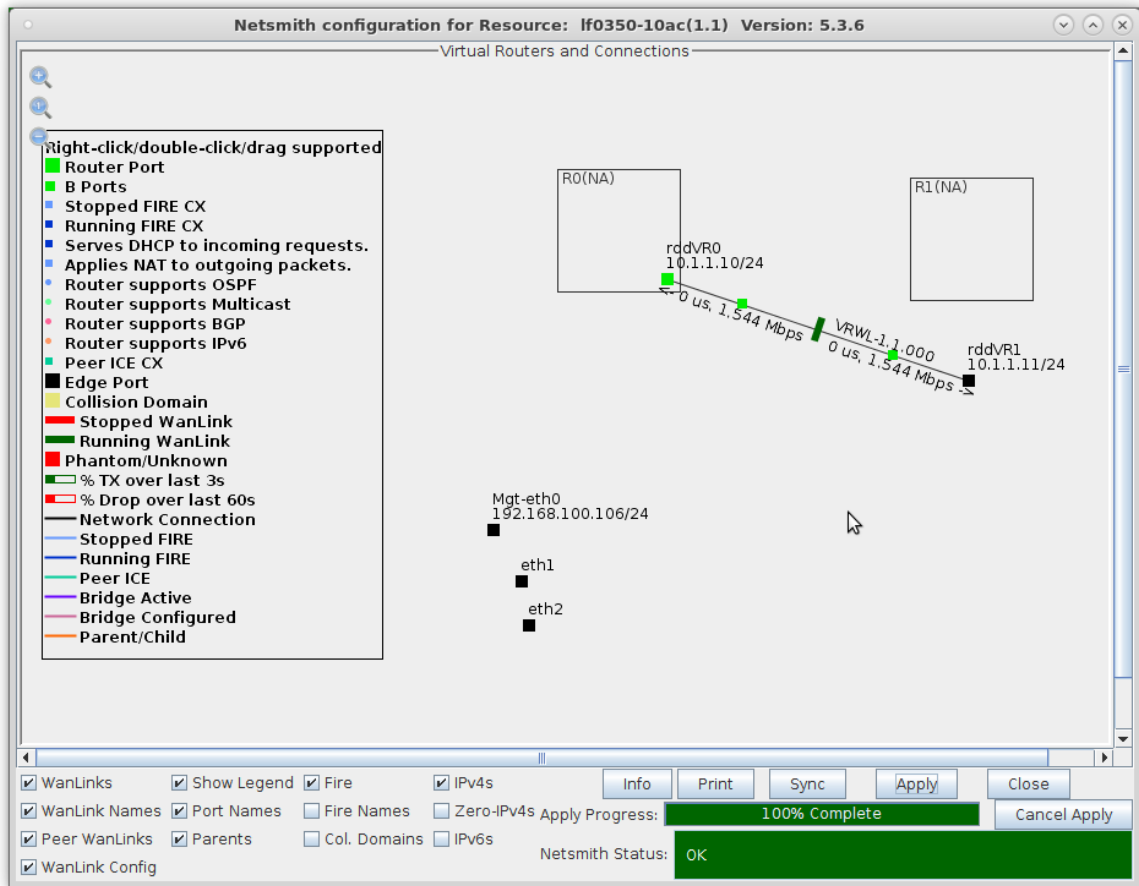 Netsmith configuration for Resource: lf0350-10ac(1.1) Version: 5.3.6
Virtual Routers and Connections
Right-click/double-click/drag supported
Router Port
B Ports
Stopped FIRE CX
Running FIRE CX
Serves DHCP to incoming requests.
Applies NAT to outgoing packets.
Router supports OSPF
Router supports Multicast
Router supports BGP
Router supports IPv6
Peer ICE CX
Edge Port
Collision Domain
Stopped WanLink
Running WanLink
Phantom/Unknown
% TX over last 3s
% Drop over last 60s
Network Connection
Stopped FIRE
Running FIRE
Peer ICE
Bridge Active
Bridge Configured
Parent/Child
R0(NA)
R1(NA)
rddVR0
10.1.1.10/24
<- 0 us, 1.544 Mbps
VRWL-1.1.000
0 us, 1.544 Mbps ->
rddVR1
10.1.1.11/24
Mgt-eth0
192.168.100.106/24
eth1
eth2
WanLinks Show Legend Fire IPv4s Info Print Sync Apply Close
WanLink Names Port Names Fire Names Zero-IPv4s Apply Progress: 100% Complete Cancel Apply
Peer WanLinks Parents Col. Domains IPv6s
Netsmith Status: OK
WanLink Config